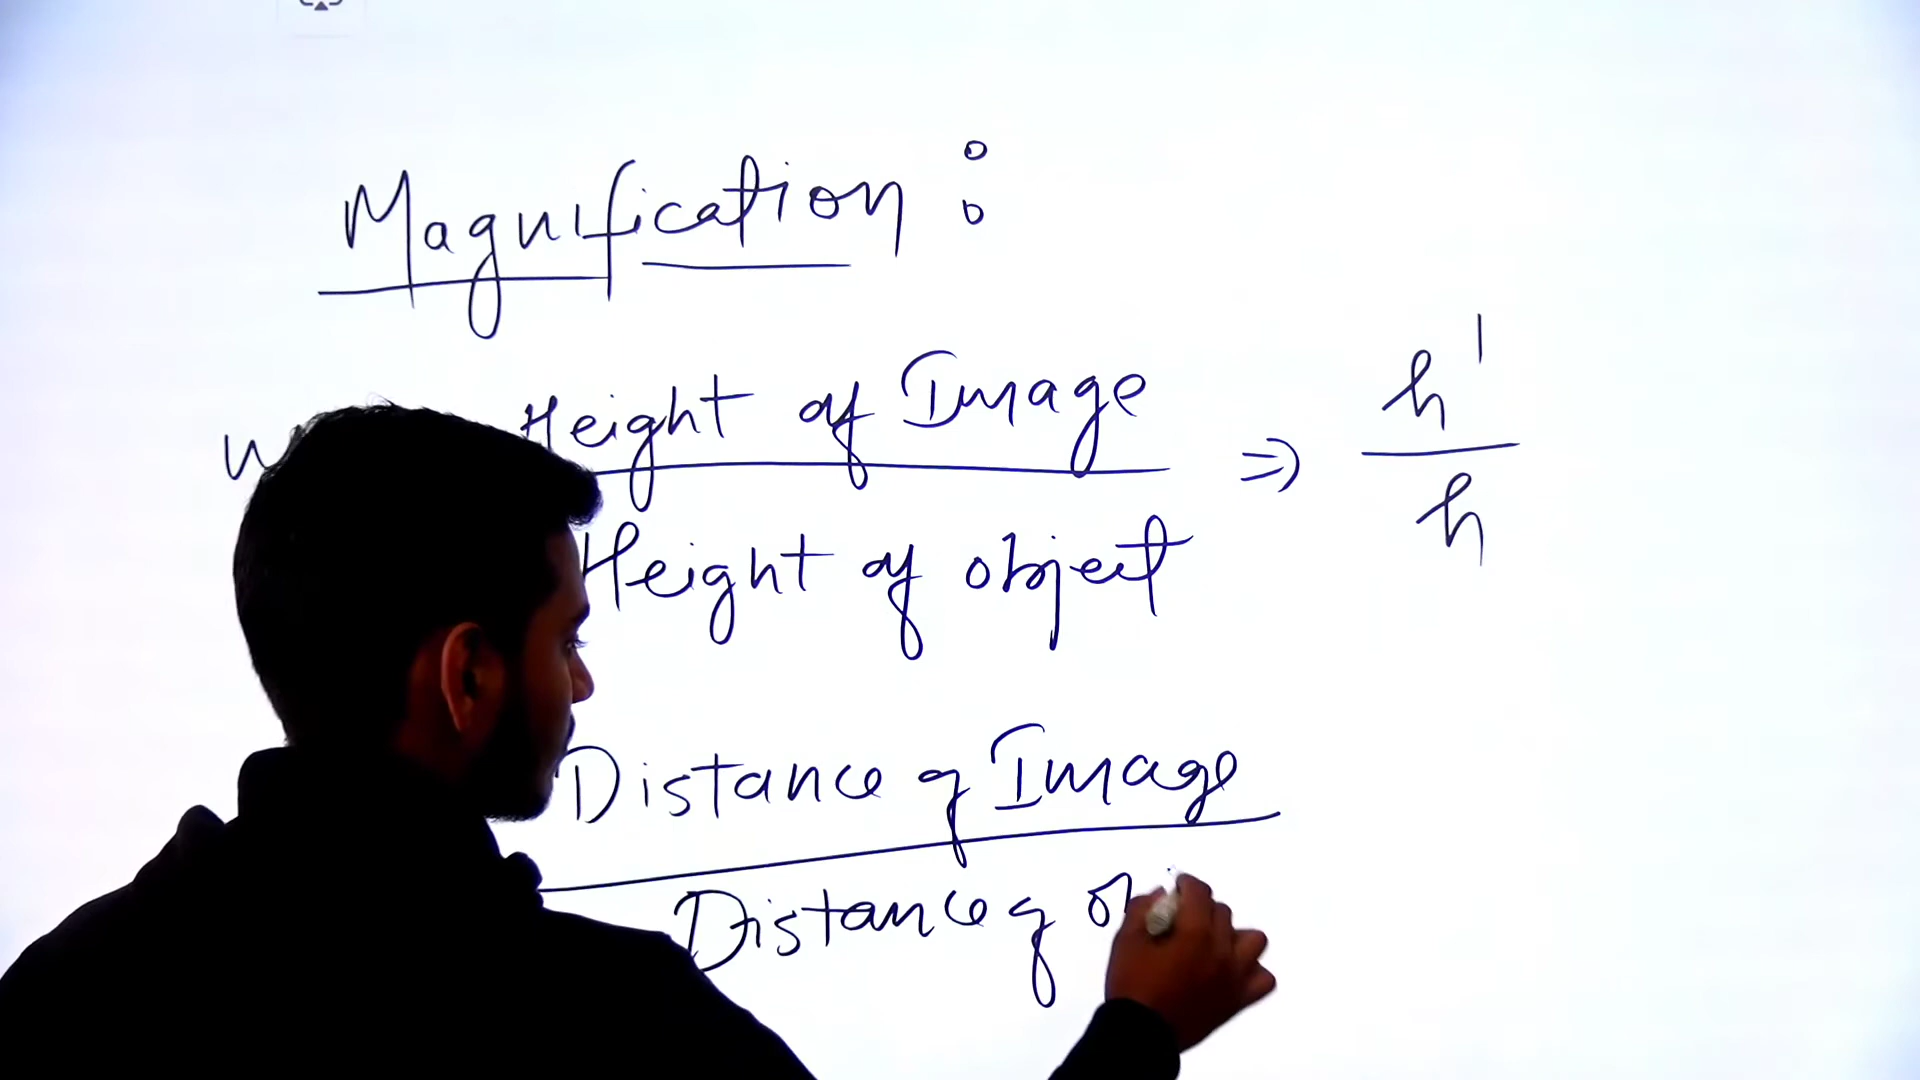 Magnification :
Height of Image
⇒ h'
h
Height of object
Distance of Image
Distance of